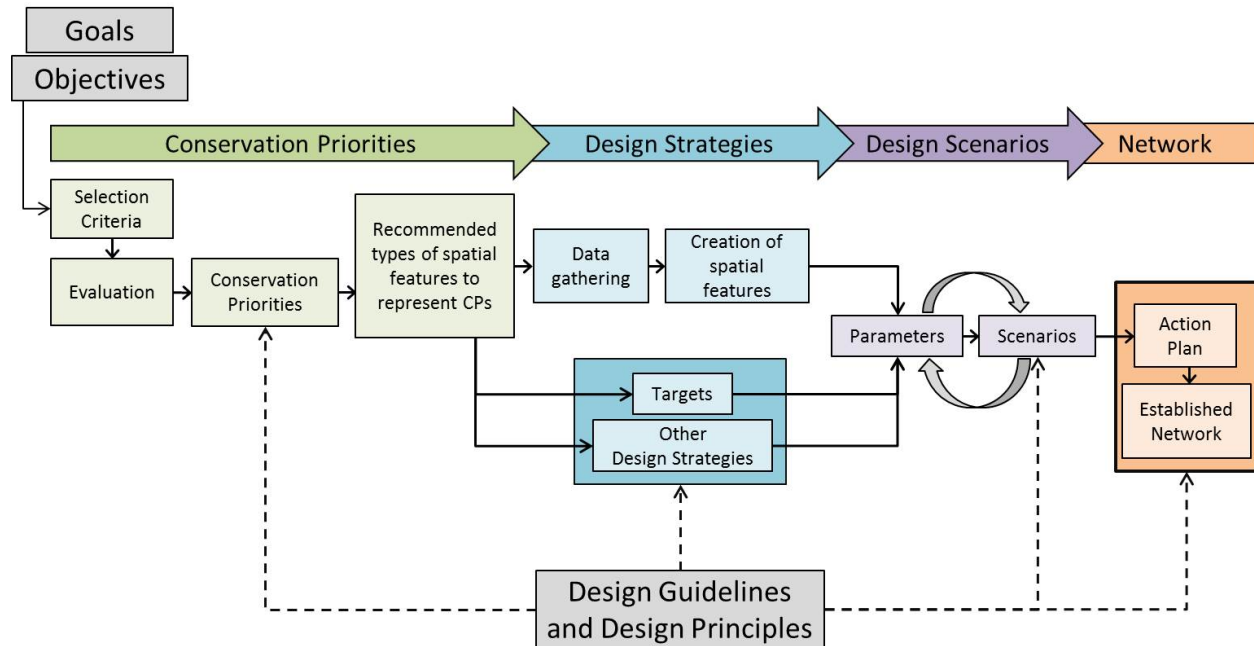 Goals
Objectives
Conservation Priorities
Design Strategies
Design Scenarios
Network
Selection
Criteria
Evaluation
Conservation
Priorities
Recommended
types of spatial
features to
represent CPs
Data
gathering
Creation of
spatial
features
Targets
Other
Design Strategies
Parameters
Scenarios
Action
Plan
Established
Network
Design Guidelines
and Design Principles